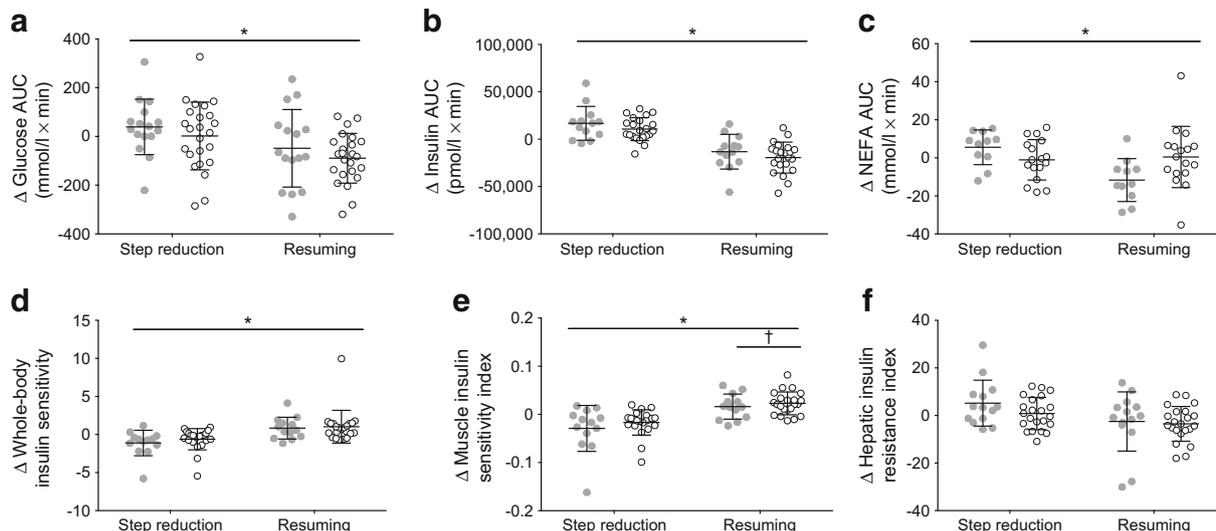 a
*
Δ Glucose AUC
(mmol/l × min)
400
200
0
-200
-400
Step reduction
Resuming
b
*
Δ Insulin AUC
(pmol/l × min)
100,000
50,000
0
-50,000
-100,000
Step reduction
Resuming
c
*
Δ NEFA AUC
(mmol/l × min)
60
40
20
0
-20
-40
Step reduction
Resuming
d
*
Δ Whole-body
insulin sensitivity
15
10
5
0
-5
-10
Step reduction
Resuming
e
*
†
Δ Muscle insulin
sensitivity index
0.2
0.1
0
-0.1
-0.2
Step reduction
Resuming
f
Δ Hepatic insulin
resistance index
40
20
0
-20
-40
Step reduction
Resuming